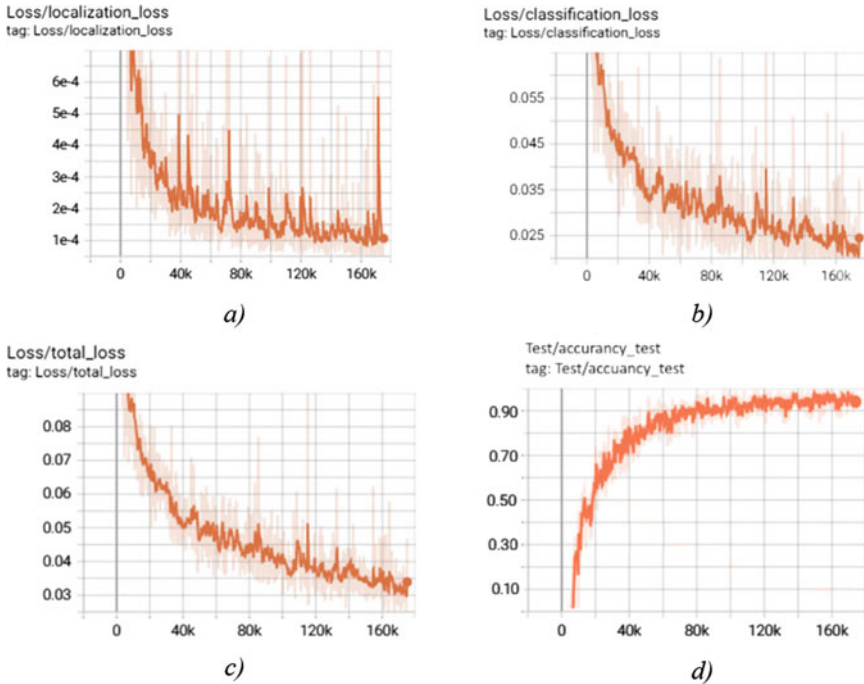 Loss/localization_loss
tag: Loss/localization_loss
6e-4
5e-4
4e-4
3e-4
2e-4
1e-4
0 40k 80k 120k 160k
a)
Loss/classification_loss
tag: Loss/classification_loss
0.055
0.045
0.035
0.025
0 40k 80k 120k 160k
b)
Loss/total_loss
tag: Loss/total_loss
0.08
0.07
0.06
0.05
0.04
0.03
0 40k 80k 120k 160k
c)
Test/accurancy_test
tag: Test/accuancy_test
0.90
0.70
0.50
0.30
0.10
0 40k 80k 120k 160k
d)